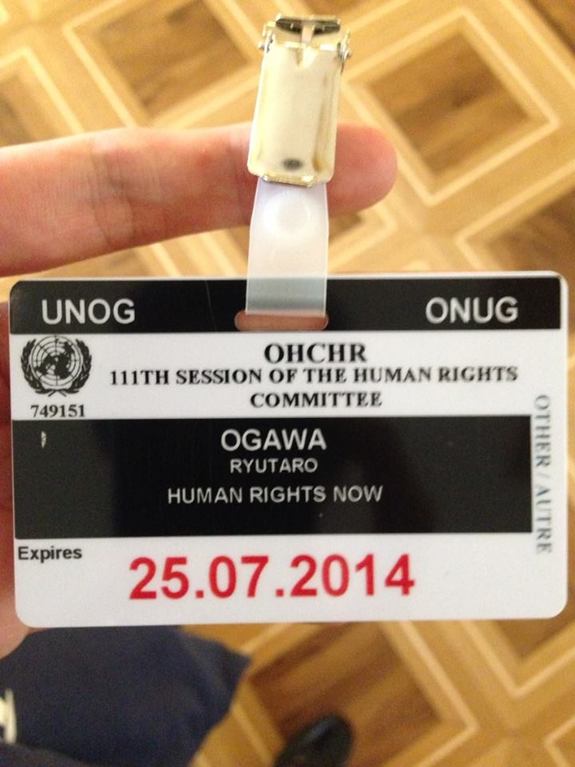 UNOG ONUG
OHCHR
111TH SESSION OF THE HUMAN RIGHTS
COMMITTEE
749151
OGAWA
RYUTARO
HUMAN RIGHTS NOW
OTHER / AUTRE
Expires
25.07.2014